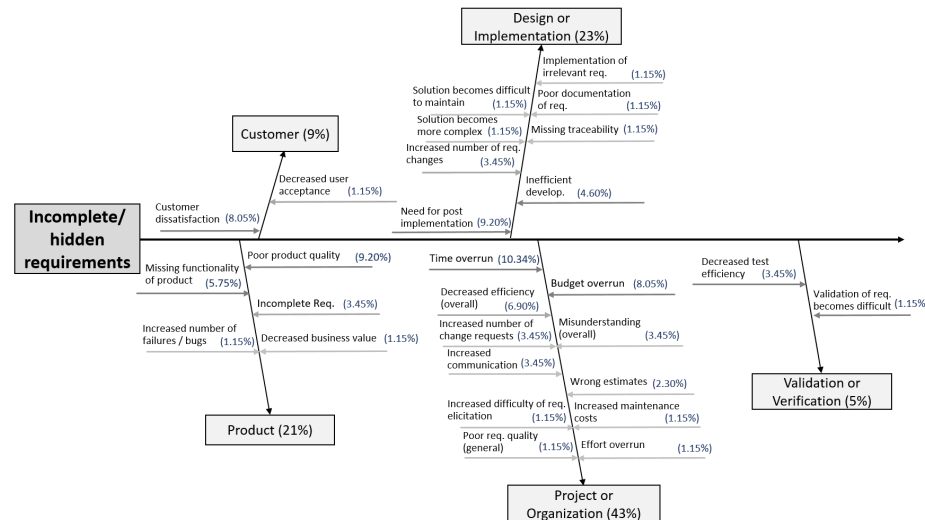 Design or
Implementation (23%)
Implementation of
irrelevant req. (1.15%)
Solution becomes difficult
to maintain (1.15%)
Poor documentation
of req. (1.15%)
Solution becomes
more complex (1.15%)
Missing traceability (1.15%)
Increased number of req.
changes (3.45%)
Inefficient
develop. (4.60%)
Need for post
implementation (9.20%)
Customer (9%)
Decreased user
acceptance (1.15%)
Customer
dissatisfaction (8.05%)
Incomplete/
hidden
requirements
Poor product quality (9.20%)
Missing functionality
of product (5.75%)
Incomplete Req. (3.45%)
Increased number of
failures / bugs (1.15%)
Decreased business value (1.15%)
Product (21%)
Time overrun (10.34%)
Budget overrun (8.05%)
Decreased efficiency
(overall) (6.90%)
Increased number of
change requests (3.45%)
Misunderstanding
(overall) (3.45%)
Increased
communication (3.45%)
Wrong estimates (2.30%)
Increased difficulty of req.
elicitation (1.15%)
Increased maintenance
costs (1.15%)
Poor req. quality
(general) (1.15%)
Effort overrun (1.15%)
Project or
Organization (43%)
Decreased test
efficiency (3.45%)
Validation of req.
becomes difficult (1.15%
Validation or
Verification (5%)